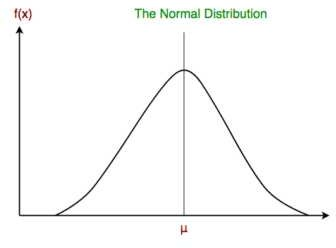 f(x)
The Normal Distribution
μ